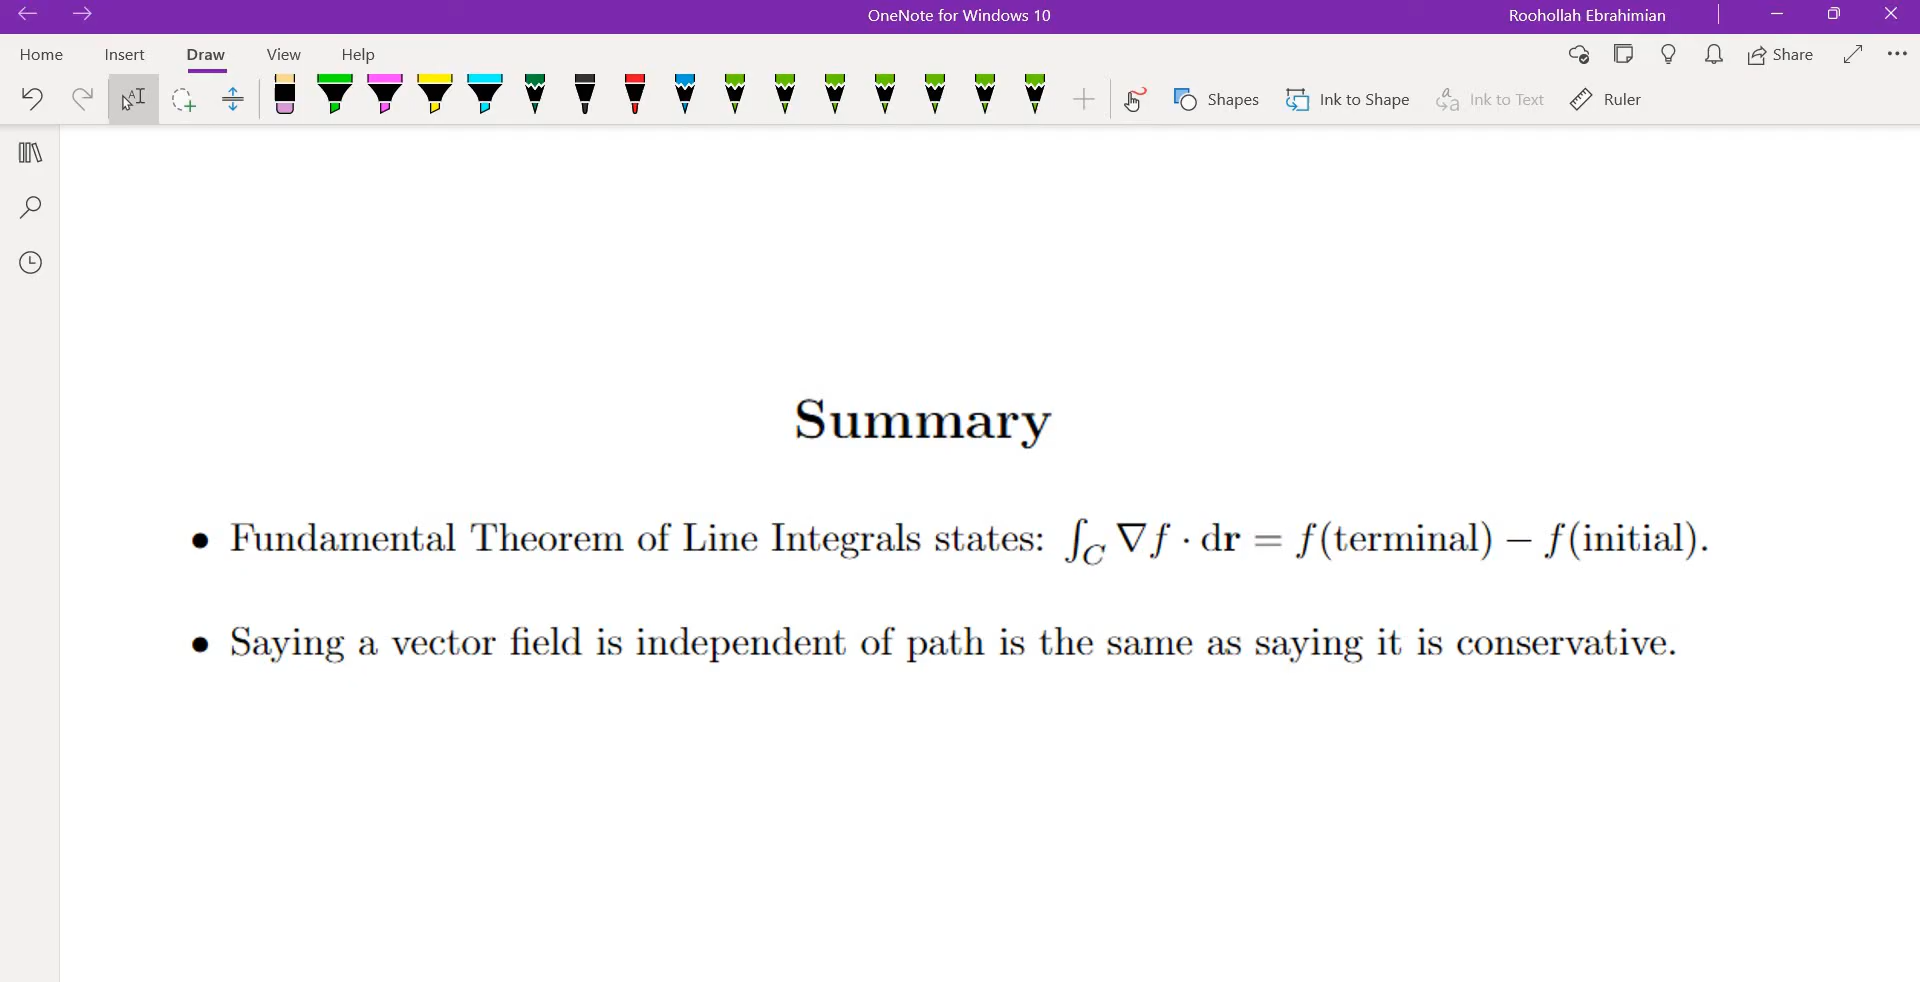 OneNote for Windows 10
Roohollah Ebrahimian
Home Insert Draw View Help
Share
Shapes Ink to Shape Ink to Text Ruler
Summary
• Fundamental Theorem of Line Integrals states: ∫_C ∇f · dr = f(terminal) − f(initial).
• Saying a vector field is independent of path is the same as saying it is conservative.